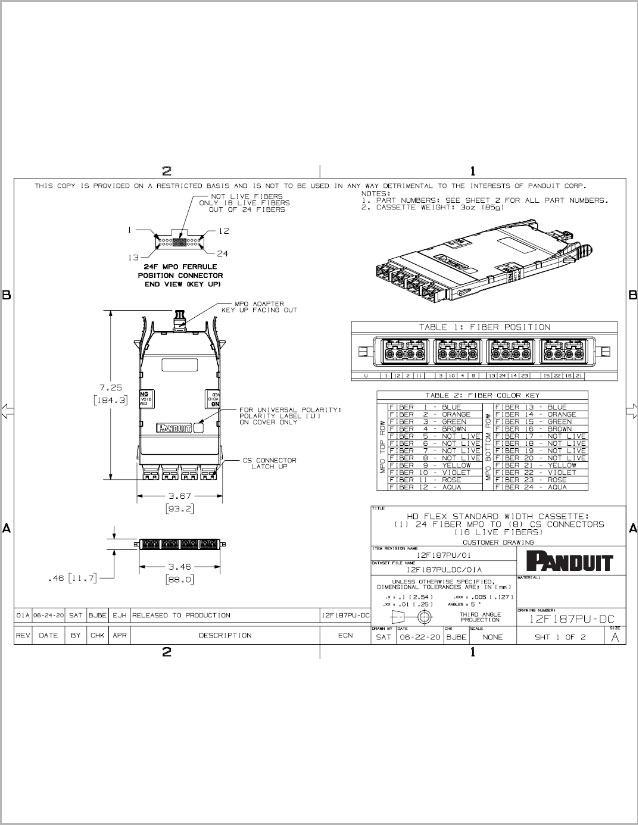 2
1
THIS COPY IS PROVIDED ON A RESTRICTED BASIS AND IS NOT TO BE USED IN ANY WAY DETRIMENTAL TO THE INTERESTS OF PANDUIT CORP.
NOTES:
1. PART NUMBERS: SEE SHEET 2 FOR ALL PART NUMBERS.
2. CASSETTE WEIGHT: 3oz (85g)
NOT LIVE FIBERS
ONLY 16 LIVE FIBERS
OUT OF 24 FIBERS
1
12
13
24
24F MPO FERRULE
POSITION CONNECTOR
END VIEW (KEY UP)
B
B
MPO ADAPTER
KEY UP FACING OUT
7.25
[184.3]
PANDUIT
FOR UNIVERSAL POLARITY:
POLARITY LABEL (U)
ON COVER ONLY
CS CONNECTOR
LATCH UP
3.67
[93.2]
A
A
.46 [11.7]
3.46
[88.0]
TABLE 1: FIBER POSITION
U 1 12 2 11 3 10 4 9 13 24 14 23 15 22 16 21
TABLE 2: FIBER COLOR KEY
MPO TOP ROW
MPO BOTTOM ROW
FIBER 1 - BLUE FIBER 13 - BLUE
FIBER 2 - ORANGE FIBER 14 - ORANGE
FIBER 3 - GREEN FIBER 15 - GREEN
FIBER 4 - BROWN FIBER 16 - BROWN
FIBER 5 - NOT LIVE FIBER 17 - NOT LIVE
FIBER 6 - NOT LIVE FIBER 18 - NOT LIVE
FIBER 7 - NOT LIVE FIBER 19 - NOT LIVE
FIBER 8 - NOT LIVE FIBER 20 - NOT LIVE
FIBER 9 - YELLOW FIBER 21 - YELLOW
FIBER 10 - VIOLET FIBER 22 - VIOLET
FIBER 11 - ROSE FIBER 23 - ROSE
FIBER 12 - AQUA FIBER 24 - AQUA
TITLE
HD FLEX STANDARD WIDTH CASSETTE:
(1) 24 FIBER MPO TO (8) CS CONNECTORS
(16 LIVE FIBERS)
CUSTOMER DRAWING
ITEM REVISION NAME
12F187PU/01
DATASET FILE NAME
12F187PU_DC/01A
PANDUIT
UNLESS OTHERWISE SPECIFIED,
DIMENSIONAL TOLERANCES ARE: IN [mm]
.x ± .1 [2.54] .xxx ± .005 [.127]
.xx ± .01 [.25] ANGLES ± 5 °
MATERIAL:
THIRD ANGLE
PROJECTION
DRAWING NUMBER:
12F187PU-DC
DRAWN BY DATE CHK SCALE
SAT 06-22-20 BJBE NONE SHT 1 OF 2
SIZE
A
01A 06-24-20 SAT BJBE EJH RELEASED TO PRODUCTION 12F187PU-DC
REV DATE BY CHK APR DESCRIPTION ECN
2
1